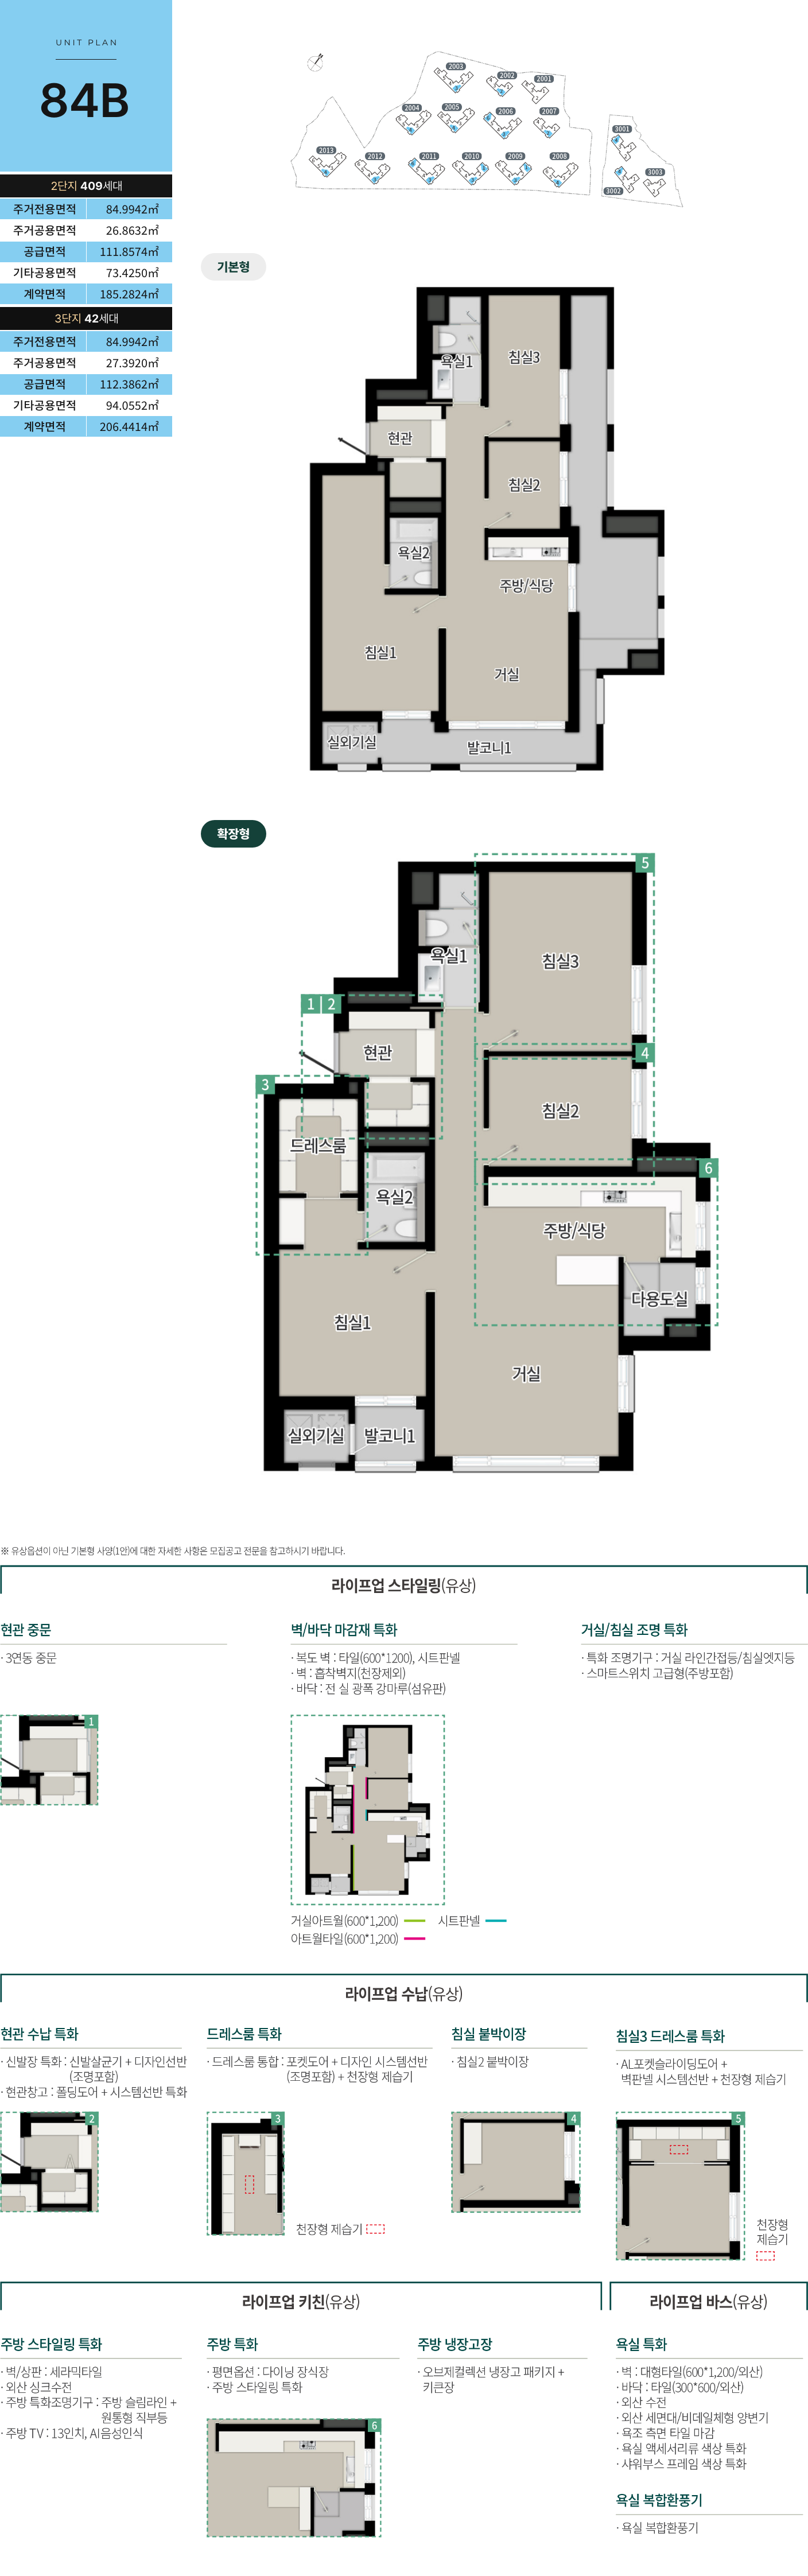 UNIT PLAN
84B
2003
2002
2001
2004
2005
2006
2007
2013
2012
2011
2010
2009
2008
3001
3003
3002
2단지 409세대
주거전용면적 84.9942㎡
주거공용면적 26.8632㎡
공급면적 111.8574㎡
기타공용면적 73.4250㎡
계약면적 185.2824㎡
3단지 42세대
주거전용면적 84.9942㎡
주거공용면적 27.3920㎡
공급면적 112.3862㎡
기타공용면적 94.0552㎡
계약면적 206.4414㎡
기본형
욕실1
침실3
현관
침실2
욕실2
주방/식당
침실1
거실
실외기실
발코니1
확장형
5
욕실1
침실3
1 | 2
현관
4
3
침실2
드레스룸
6
욕실2
주방/식당
다용도실
침실1
거실
실외기실
발코니1
※ 유상옵션이 아닌 기본형 사양(1안)에 대한 자세한 사항은 모집공고 전문을 참고하시기 바랍니다.
라이프업 스타일링(유상)
현관 중문
· 3연동 중문
1
벽/바닥 마감재 특화
· 복도 벽 : 타일(600*1200), 시트판넬
· 벽 : 흡착벽지(천장제외)
· 바닥 : 전 실 광폭 강마루(섬유판)
거실아트월(600*1,200)
시트판넬
아트월타일(600*1,200)
거실/침실 조명 특화
· 특화 조명기구 : 거실 라인간접등/침실엣지등
· 스마트스위치 고급형(주방포함)
라이프업 수납(유상)
현관 수납 특화
· 신발장 특화 : 신발살균기 + 디자인선반
(조명포함)
· 현관창고 : 폴딩도어 + 시스템선반 특화
2
드레스룸 특화
· 드레스룸 통합 : 포켓도어 + 디자인 시스템선반
(조명포함) + 천장형 제습기
3
천장형 제습기
침실 붙박이장
· 침실2 붙박이장
4
침실3 드레스룸 특화
· AL포켓슬라이딩도어 +
벽판넬 시스템선반 + 천장형 제습기
5
천장형
제습기
라이프업 키친(유상)
주방 스타일링 특화
· 벽/상판 : 세라믹타일
· 외산 싱크수전
· 주방 특화조명기구 : 주방 슬림라인 +
원통형 직부등
· 주방 TV : 13인치, AI음성인식
주방 특화
· 평면옵션 : 다이닝 장식장
· 주방 스타일링 특화
6
주방 냉장고장
· 오브제컬렉션 냉장고 패키지 +
키큰장
라이프업 바스(유상)
욕실 특화
· 벽 : 대형타일(600*1,200/외산)
· 바닥 : 타일(300*600/외산)
· 외산 수전
· 외산 세면대/비데일체형 양변기
· 욕조 측면 타일 마감
· 욕실 액세서리류 색상 특화
· 샤워부스 프레임 색상 특화
욕실 복합환풍기
· 욕실 복합환풍기